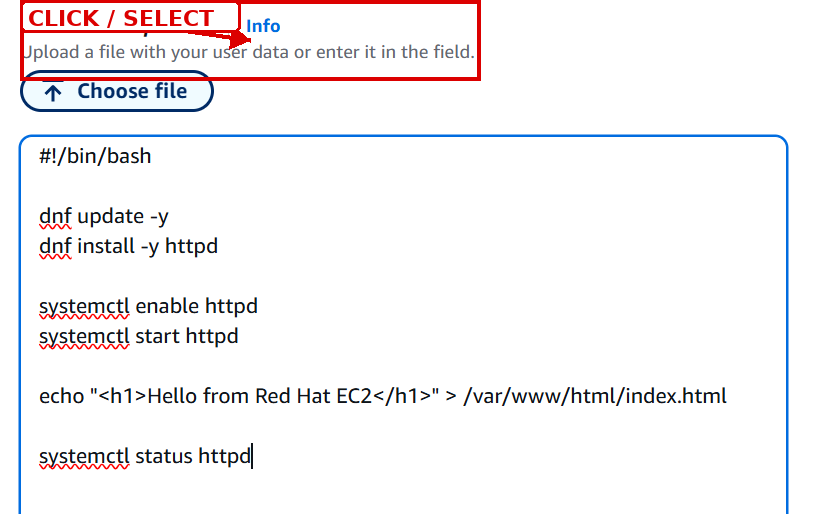 CLICK / SELECT
Info
Upload a file with your user data or enter it in the field.
Choose file
#!/bin/bash
dnf update -y
dnf install -y httpd
systemctl enable httpd
systemctl start httpd
echo "<h1>Hello from Red Hat EC2</h1>" > /var/www/html/index.html
systemctl status httpd